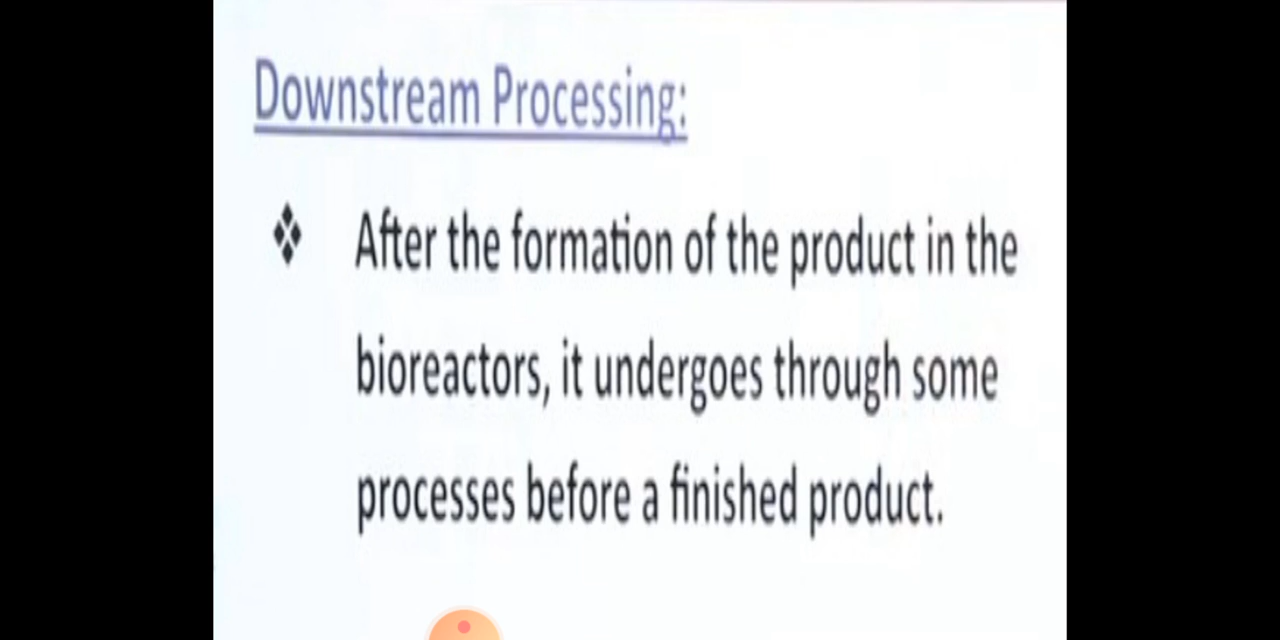 Downstream Processing:
❖ After the formation of the product in the
bioreactors, it undergoes through some
processes before a finished product.